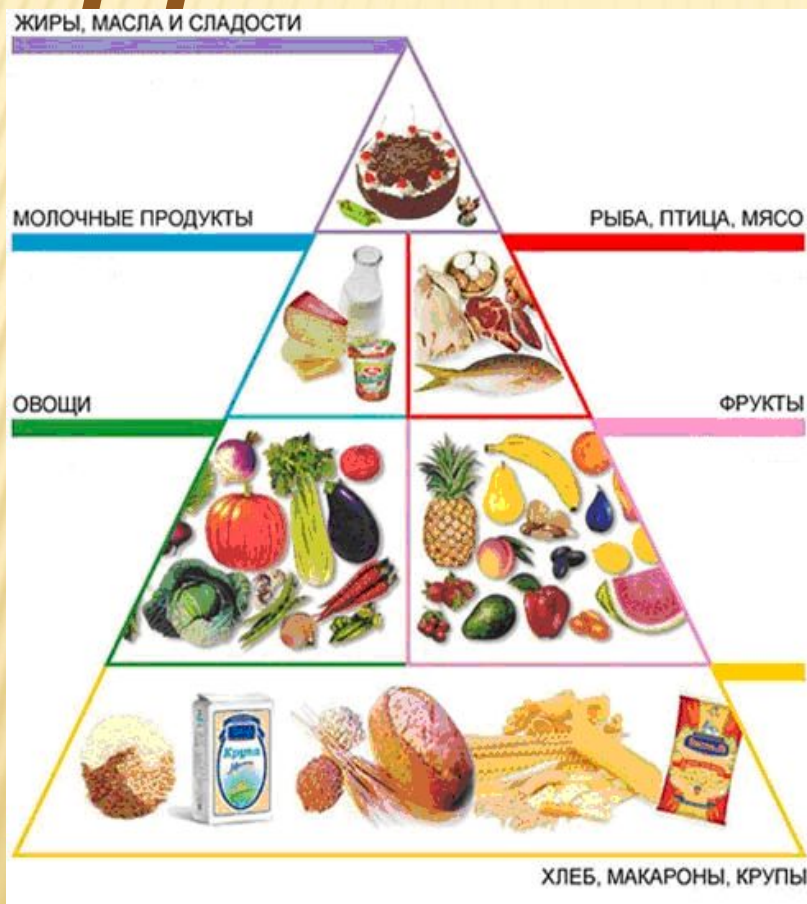 ЖИРЫ, МАСЛА И СЛАДОСТИ
МОЛОЧНЫЕ ПРОДУКТЫ
РЫБА, ПТИЦА, МЯСО
ОВОЩИ
ФРУКТЫ
Крупа
ХЛЕБ, МАКАРОНЫ, КРУПЫ